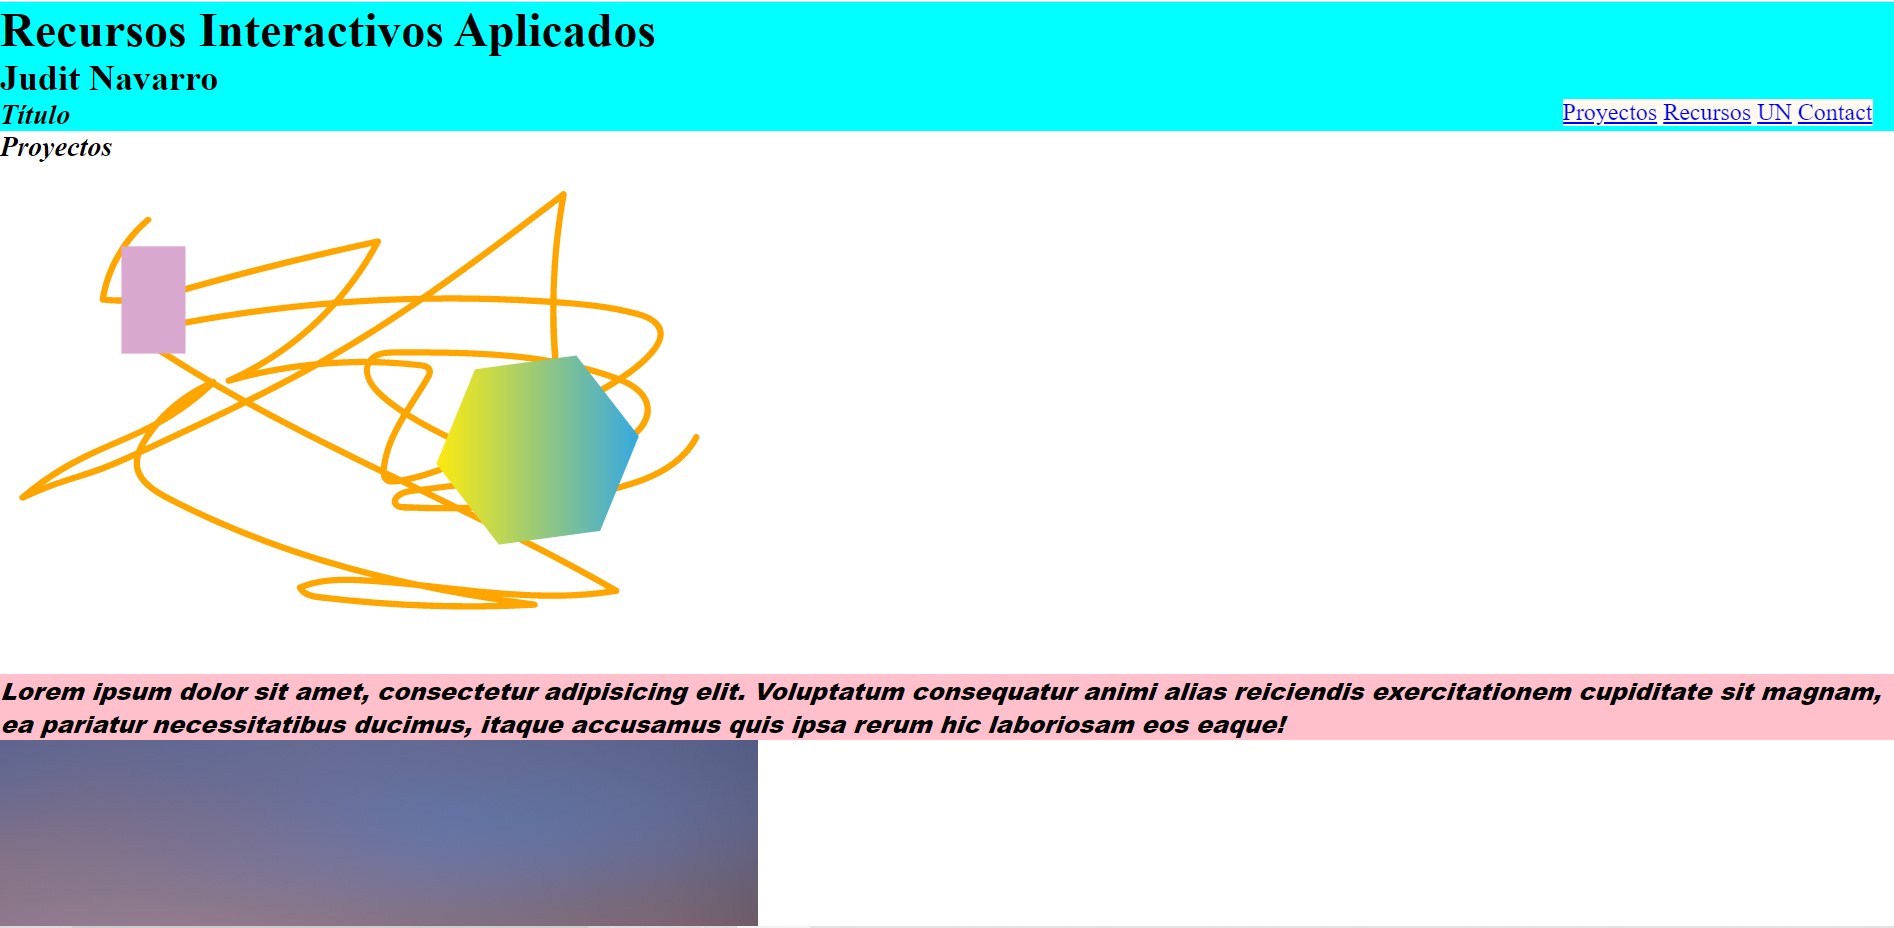 Recursos Interactivos Aplicados
Judit Navarro
Título
Proyectos Recursos UN Contact
Proyectos
Lorem ipsum dolor sit amet, consectetur adipisicing elit. Voluptatum consequatur animi alias reiciendis exercitationem cupiditate sit magnam,
ea pariatur necessitatibus ducimus, itaque accusamus quis ipsa rerum hic laboriosam eos eaque!